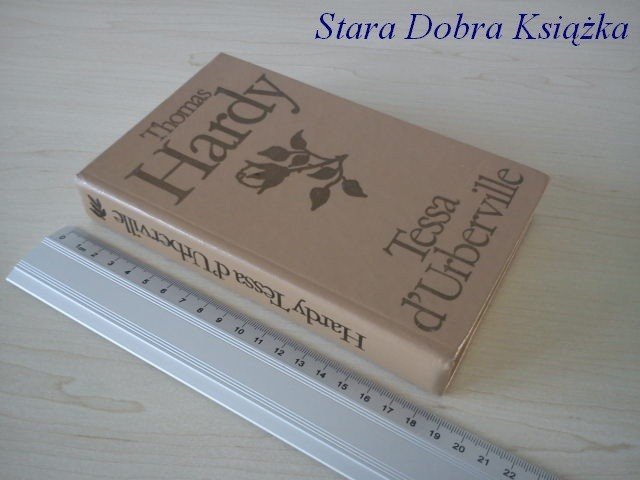 Stara Dobra Książka
Thomas
Hardy
Tessa
d'Urberville
Hardy Tessa d'Urberville
0 1 2 3 4 5 6 7 8 9 10 11 12 13 14 15 16 17 18 19 20 21 22